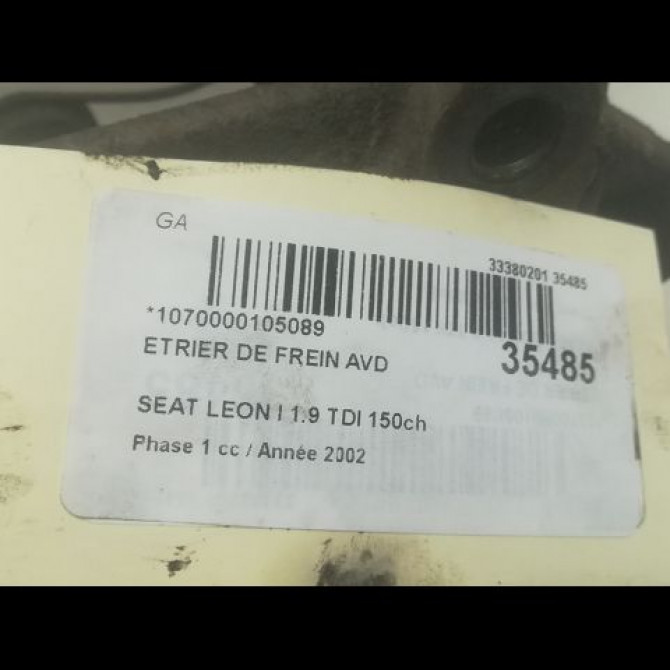 GA
33380201 35485
*1070000105089
ETRIER DE FREIN AVD
35485
SEAT LEON I 1.9 TDI 150ch
Phase 1 cc / Année 2002